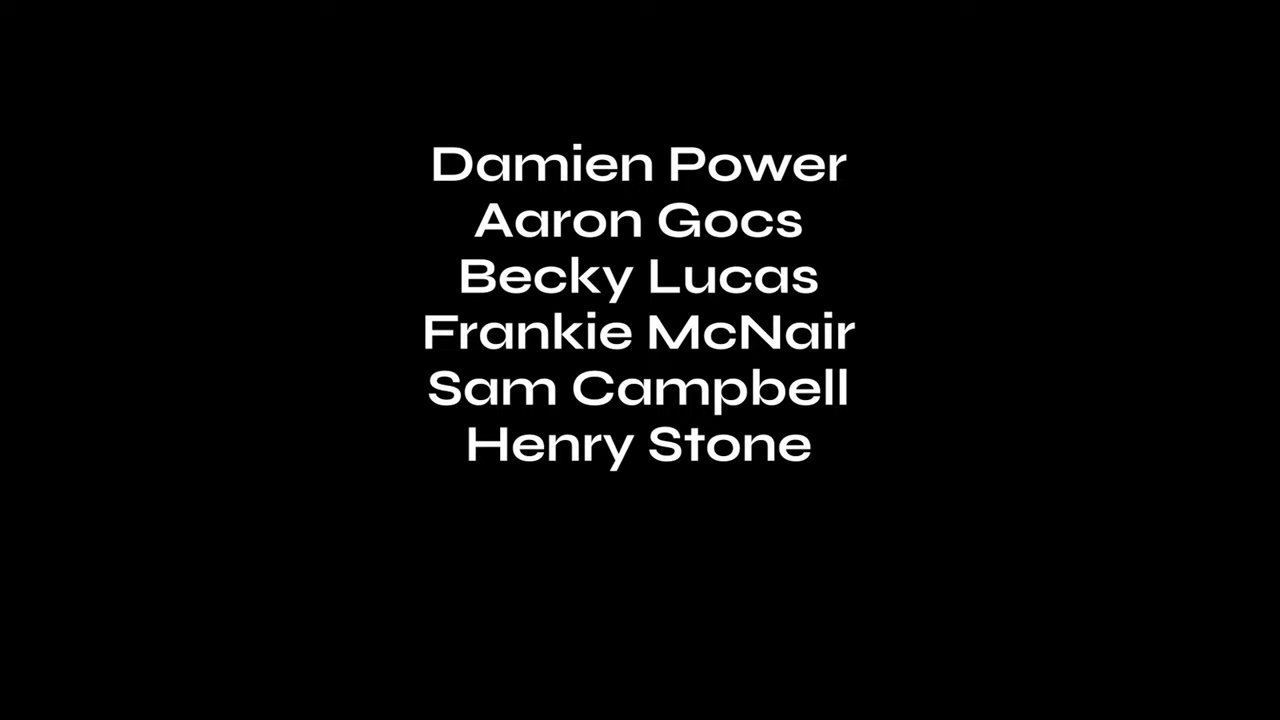 Damien Power
Aaron Gocs
Becky Lucas
Frankie McNair
Sam Campbell
Henry Stone